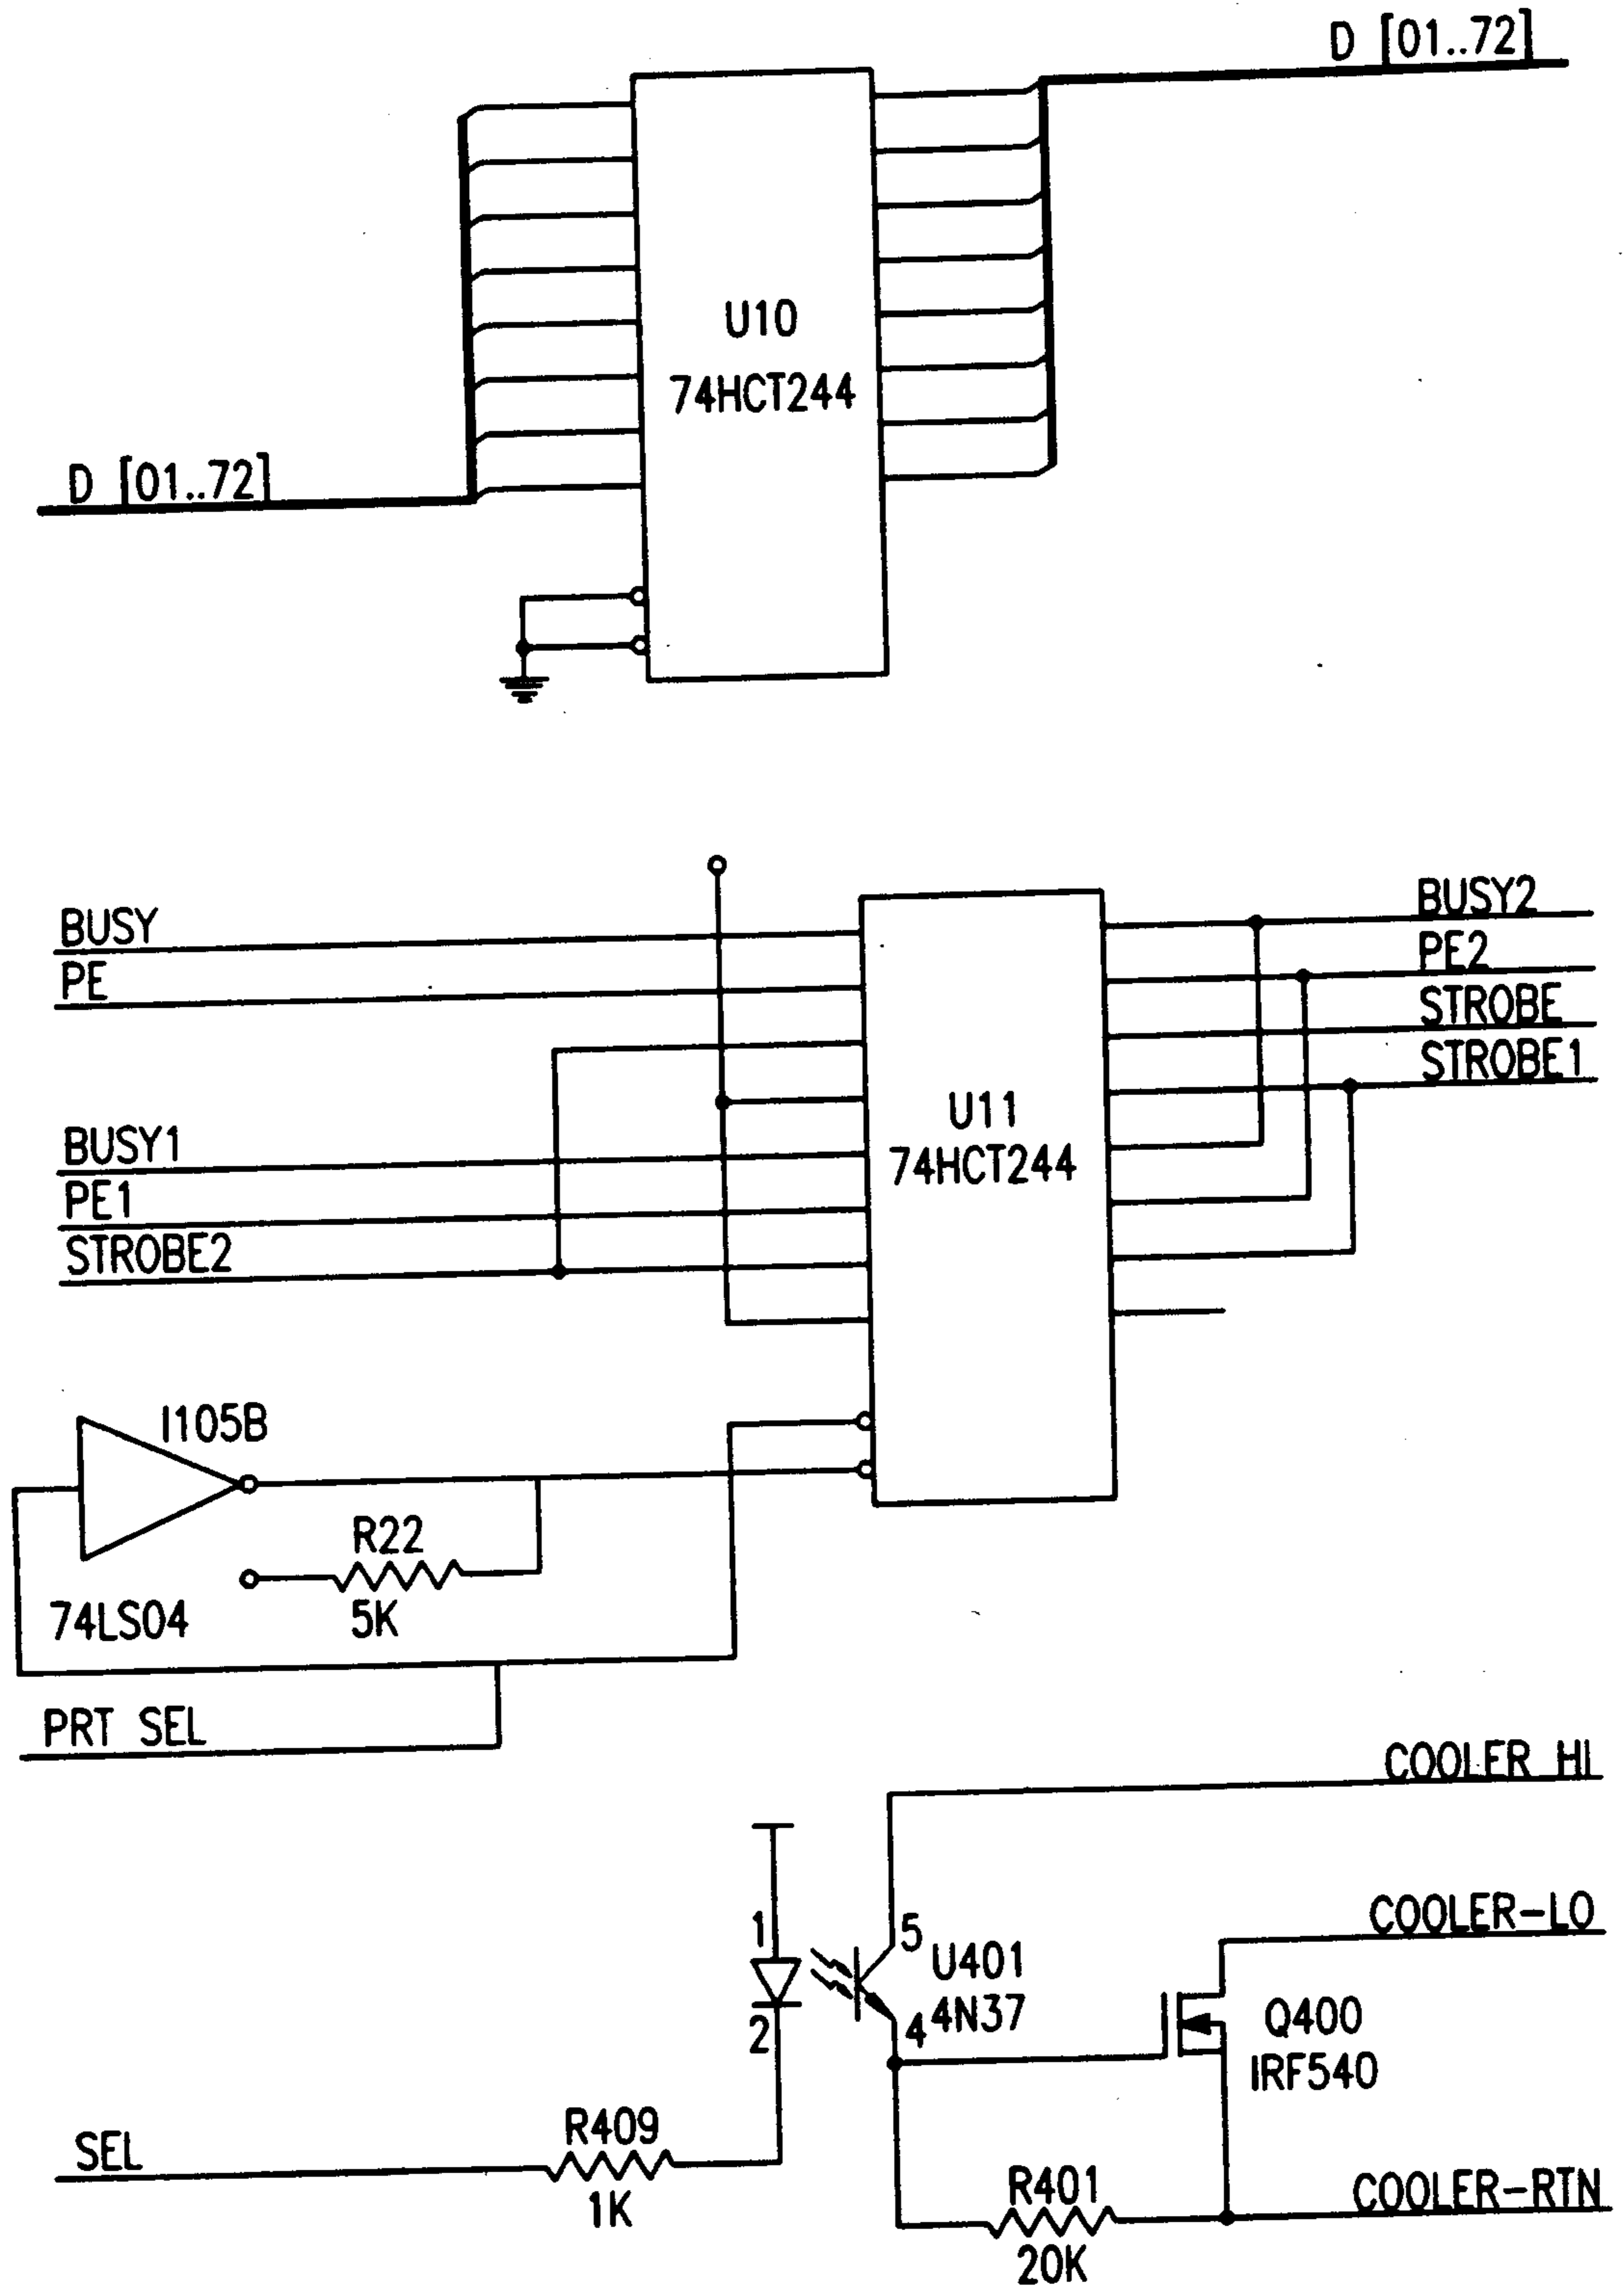 D [01..72]
U10
74HCT244
D [01..72]
BUSY
PE
BUSY1
PE1
STROBE2
U11
74HCT244
BUSY2
PE2
STROBE
STROBE1
I105B
R22
5K
74LS04
PRT SEL
COOLER HI
1
2
5
U401
4N37
4
COOLER-LO
Q400
IRF540
SEL
R409
1K
R401
20K
COOLER-RTN